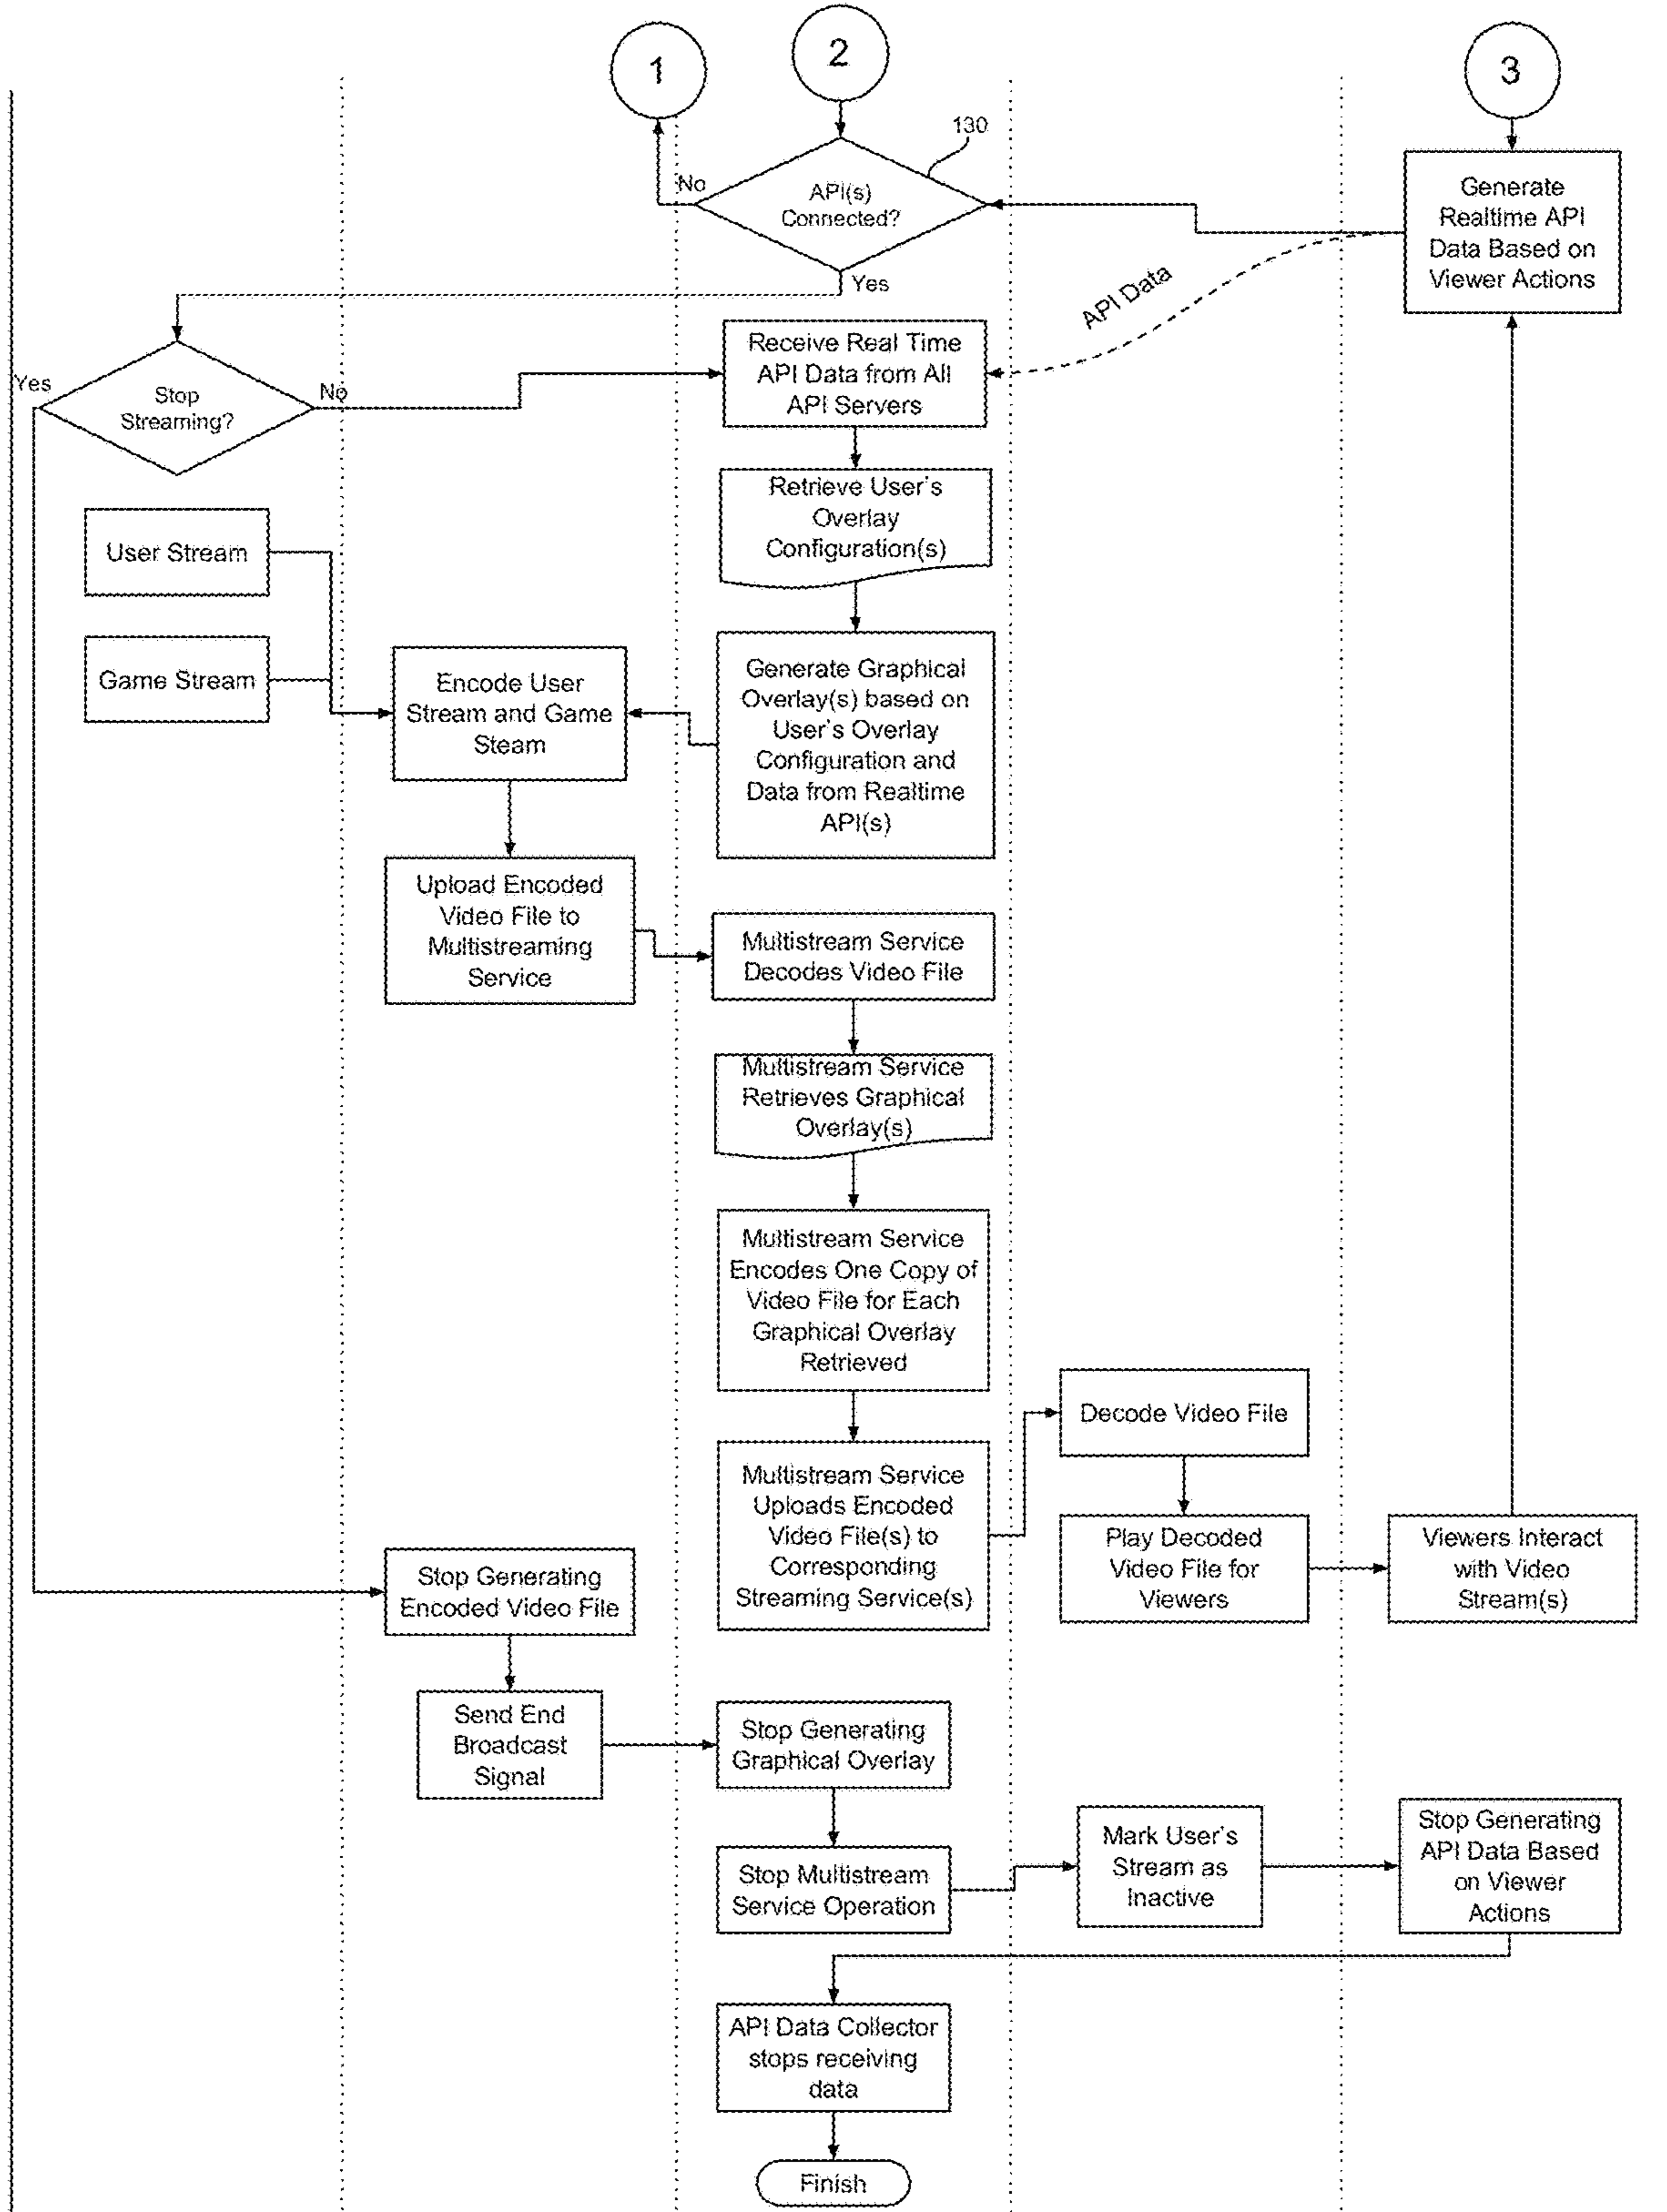 1
2
3
130
No
API(s)
Connected?
Yes
Generate
Realtime API
Data Based on
Viewer Actions
API Data
Yes
Stop
Streaming?
No
Receive Real Time
API Data from All
API Servers
Retrieve User's
Overlay
Configuration(s)
User Stream
Game Stream
Encode User
Stream and Game
Steam
Generate Graphical
Overlay(s) based on
User's Overlay
Configuration and
Data from Realtime
API(s)
Upload Encoded
Video File to
Multistreaming
Service
Multistream Service
Decodes Video File
Multistream Service
Retrieves Graphical
Overlay(s)
Multistream Service
Encodes One Copy of
Video File for Each
Graphical Overlay
Retrieved
Multistream Service
Uploads Encoded
Video File(s) to
Corresponding
Streaming Service(s)
Decode Video File
Play Decoded
Video File for
Viewers
Viewers Interact
with Video
Stream(s)
Stop Generating
Encoded Video File
Send End
Broadcast
Signal
Stop Generating
Graphical Overlay
Stop Multistream
Service Operation
Mark User's
Stream as
Inactive
Stop Generating
API Data Based
on Viewer
Actions
API Data Collector
stops receiving
data
Finish